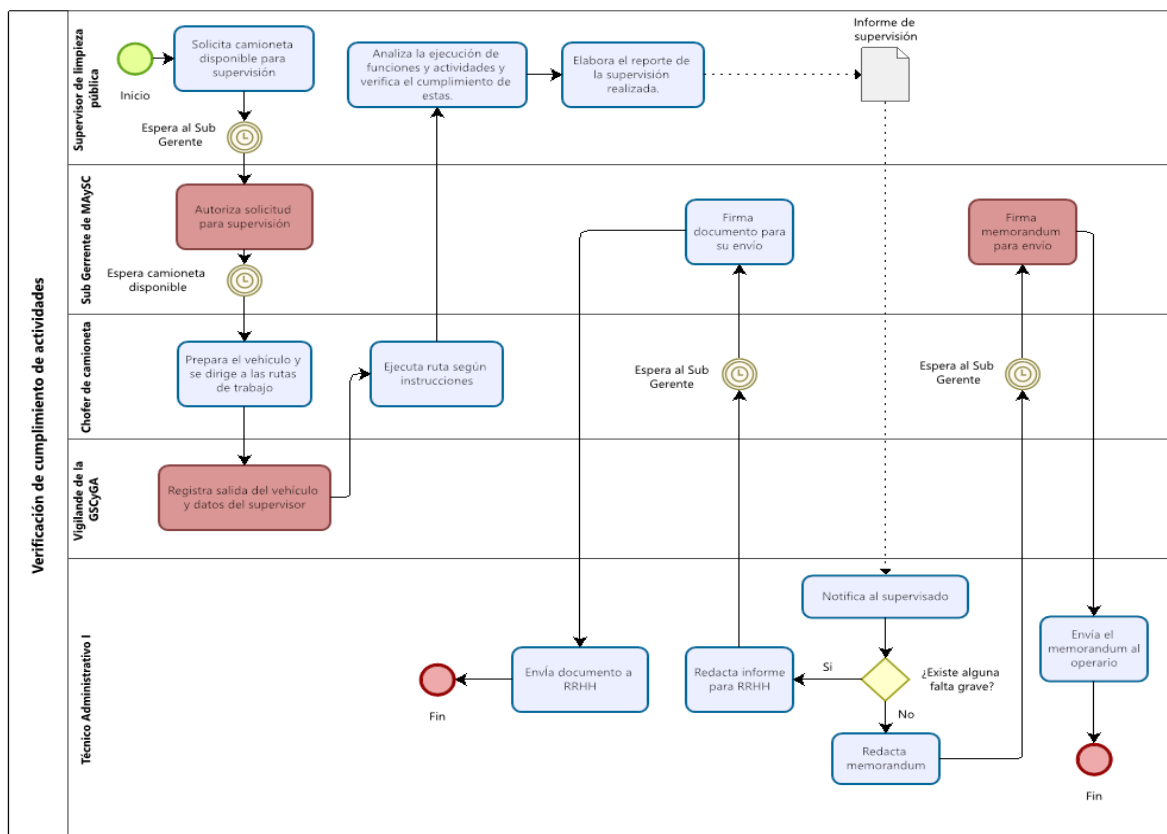 Verificación de cumplimiento de actividades
Supervisor de limpieza
pública
Inicio
Solicita camioneta
disponible para
supervisión
Espera al Sub
Gerente
Analiza la ejecución de
funciones y actividades y
verifica el cumplimiento de
estas.
Elabora el reporte de
la supervisión
realizada.
Informe de
supervisión
Sub Gerrente de MAySC
Autoriza solicitud
para supervisión
Espera camioneta
disponible
Firma
documento para
su envío
Firma
memorandum
para envio
Chofer de camioneta
Prepara el vehículo y
se dirige a las rutas
de trabajo
Ejecuta ruta según
instrucciones
Espera al Sub
Gerente
Espera al Sub
Gerente
Vigilande de la
GSCyGA
Registra salida del vehículo
y datos del supervisor
Técnico Administrativo I
Notifica al supervisado
¿Existe alguna
falta grave?
Si
No
Redacta informe
para RRHH
Envía documento a
RRHH
Fin
Redacta
memorandum
Envía el
memorandum al
operario
Fin